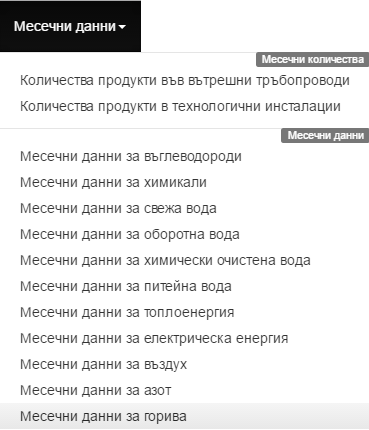 Месечни данни
Месечни количества
Количества продукти във вътрешни тръбопроводи
Количества продукти в технологични инсталации
Месечни данни
Месечни данни за въглеводороди
Месечни данни за химикали
Месечни данни за свежа вода
Месечни данни за оборотна вода
Месечни данни за химически очистена вода
Месечни данни за питейна вода
Месечни данни за топлоенергия
Месечни данни за електрическа енергия
Месечни данни за въздух
Месечни данни за азот
Месечни данни за горива